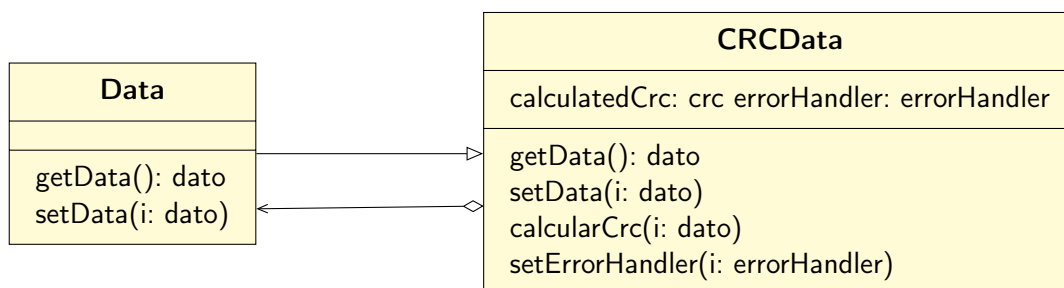 Data
getData(): dato
setData(i: dato)
CRCData
calculatedCrc: crc errorHandler: errorHandler
getData(): dato
setData(i: dato)
calcularCrc(i: dato)
setErrorHandler(i: errorHandler)